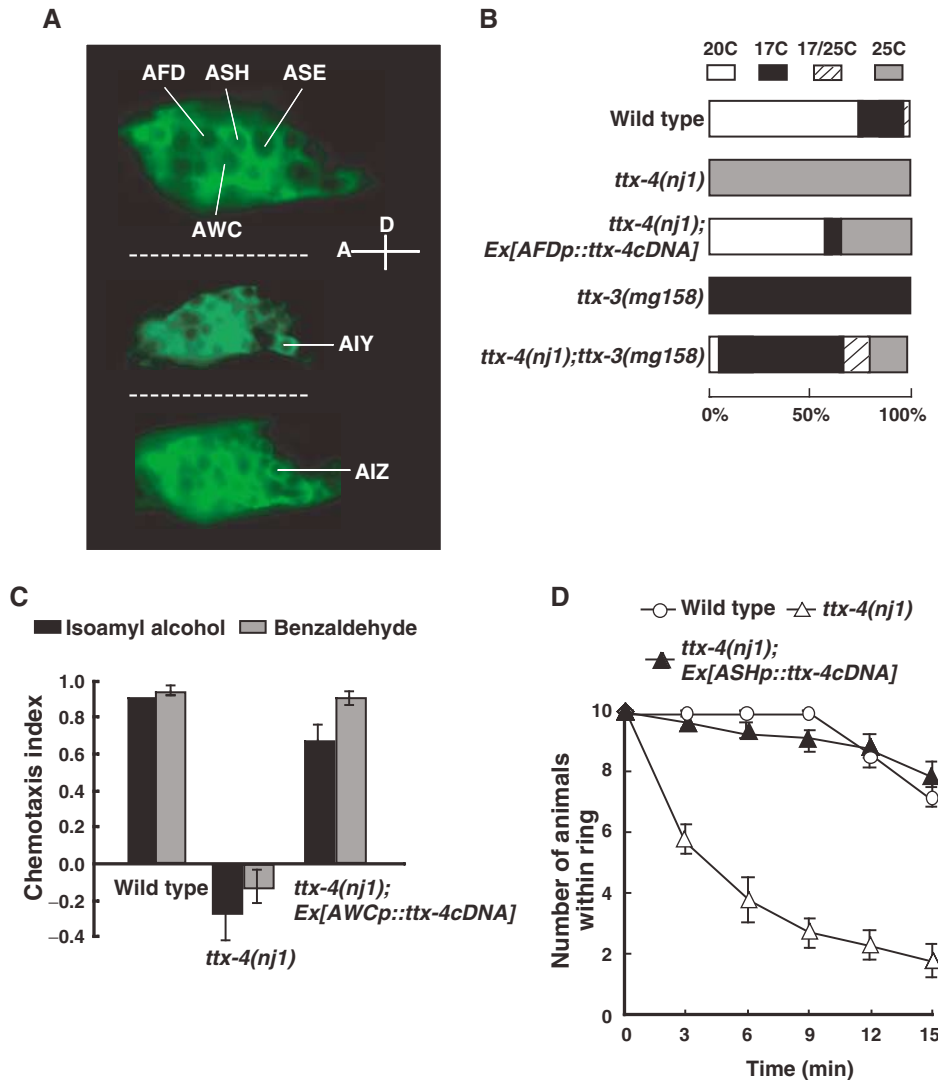 A
AFD ASH ASE
AWC
D
A
AIY
AIZ
B
20C 17C 17/25C 25C
Wild type
ttx-4(nj1)
ttx-4(nj1);
Ex[AFDp::ttx-4cDNA]
ttx-3(mg158)
ttx-4(nj1);ttx-3(mg158)
0% 50% 100%
C
Isoamyl alcohol Benzaldehyde
Chemotaxis index
1.0
0.8
0.6
0.4
0.2
0.0
−0.2
−0.4
Wild type
ttx-4(nj1)
ttx-4(nj1);
Ex[AWCp::ttx-4cDNA]
D
Wild type ttx-4(nj1)
ttx-4(nj1);
Ex[ASHp::ttx-4cDNA]
Number of animals
within ring
10
8
6
4
2
0
0 3 6 9 12 15
Time (min)